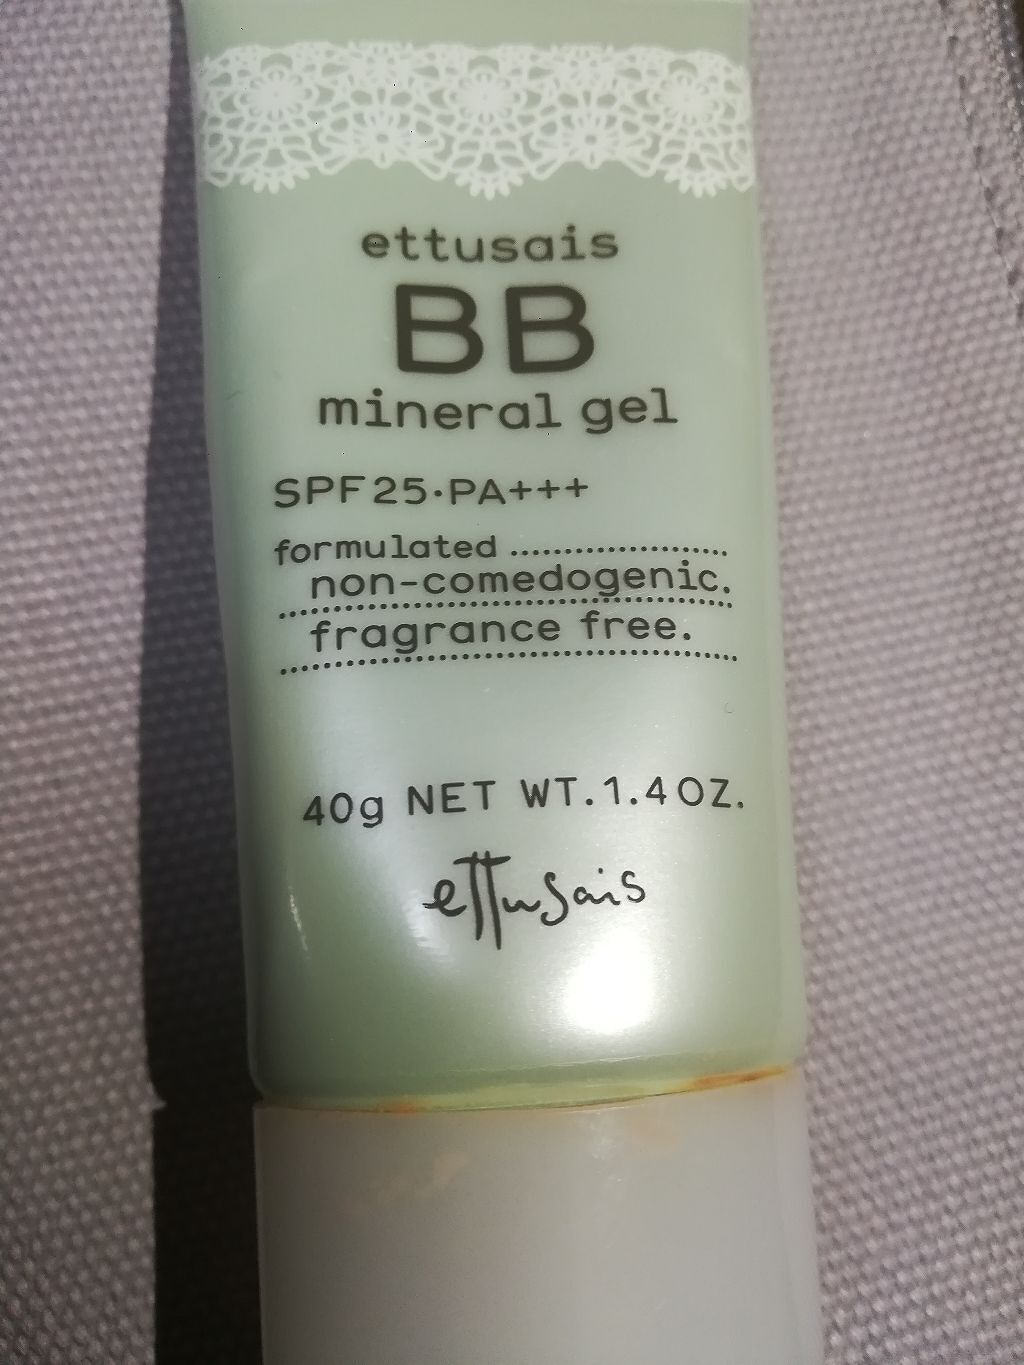 ettusais
BB
mineral gel
SPF25·PA+++
formulated
non-comedogenic.
fragrance free.
40g NET WT.1.4OZ.
ettusais